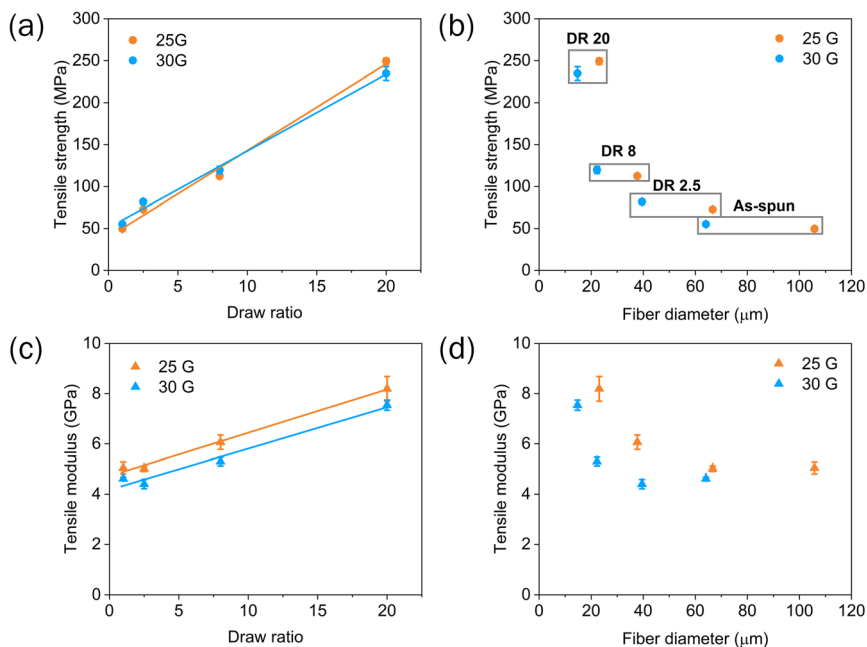 (a)
25G
30G
Tensile strength (MPa)
300
250
200
150
100
50
0
0
5
10
15
20
Draw ratio
(b)
DR 20
25 G
30 G
DR 8
DR 2.5
As-spun
Tensile strength (MPa)
300
250
200
150
100
50
0
0
20
40
60
80
100
120
Fiber diameter (μm)
(c)
25 G
30 G
Tensile modulus (GPa)
10
8
6
4
2
0
0
5
10
15
20
Draw ratio
(d)
25 G
30 G
Tensile modulus (GPa)
10
8
6
4
2
0
0
20
40
60
80
100
120
Fiber diameter (μm)